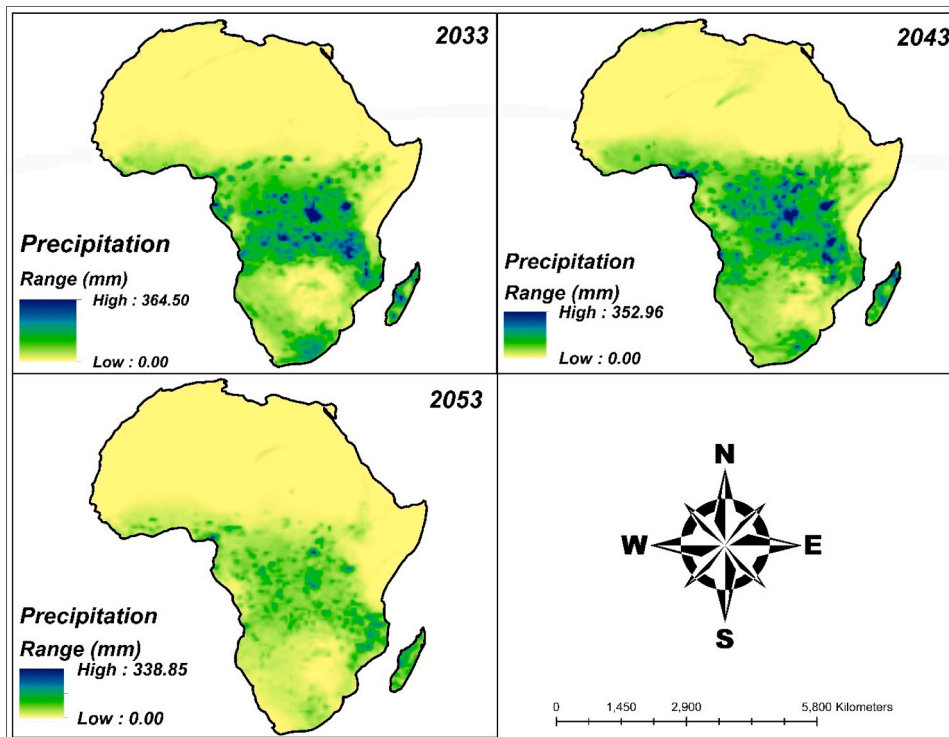 2033
Precipitation
Range (mm)
High : 364.50
Low : 0.00
2043
Precipitation
Range (mm)
High : 352.96
Low : 0.00
2053
Precipitation
Range (mm)
High : 338.85
Low : 0.00
N
W E
S
0 1,450 2,900 5,800 Kilometers